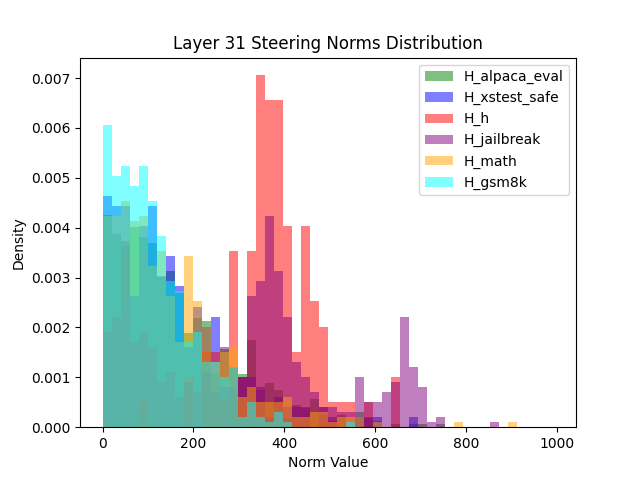 Layer 31 Steering Norms Distribution
H_alpaca_eval
H_xstest_safe
H_h
H_jailbreak
H_math
H_gsm8k
Density
0.007
0.006
0.005
0.004
0.003
0.002
0.001
0.000
0
200
400
600
800
1000
Norm Value